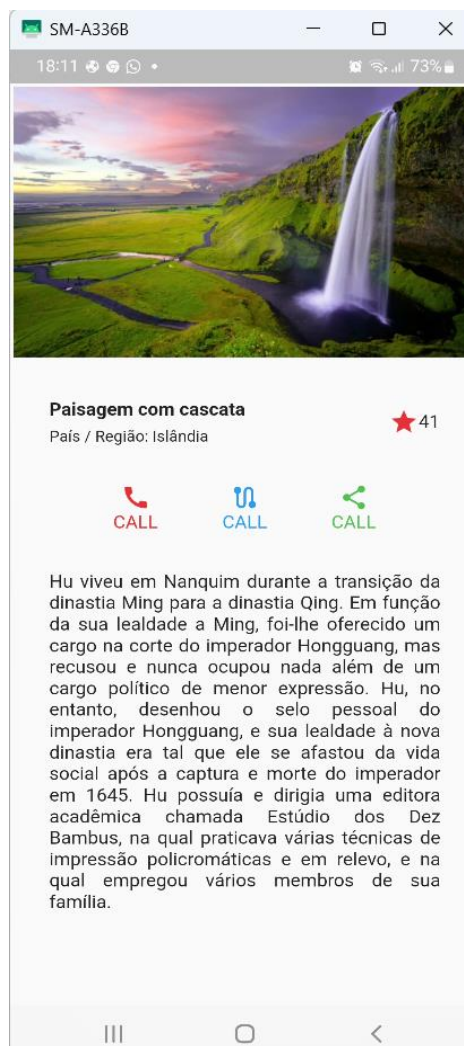 SM-A336B
18:11
73%
Paisagem com cascata
País / Região: Islândia
41
CALL
CALL
CALL
Hu viveu em Nanquim durante a transição da
dinastia Ming para a dinastia Qing. Em função
da sua lealdade a Ming, foi-lhe oferecido um
cargo na corte do imperador Hongguang, mas
recusou e nunca ocupou nada além de um
cargo político de menor expressão. Hu, no
entanto, desenhou o selo pessoal do
imperador Hongguang, e sua lealdade à nova
dinastia era tal que ele se afastou da vida
social após a captura e morte do imperador
em 1645. Hu possuía e dirigia uma editora
acadêmica chamada Estúdio dos Dez
Bambus, na qual praticava várias técnicas de
impressão policromáticas e em relevo, e na
qual empregou vários membros de sua
família.